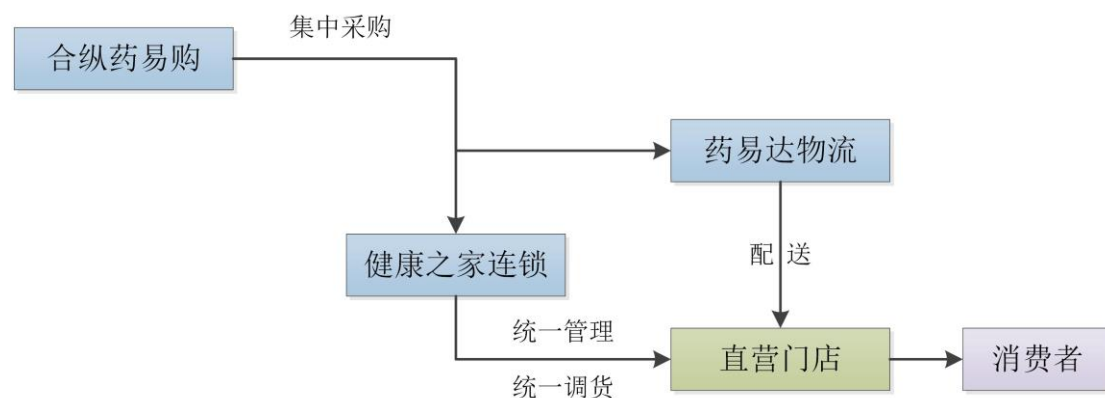 集中采购
合纵药易购
药易达物流
健康之家连锁
配 送
统一管理
直营门店
消费者
统一调货